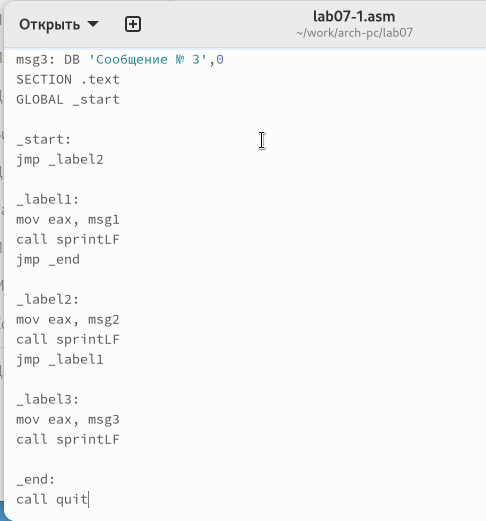 Открыть
lab07-1.asm
~/work/arch-pc/lab07
msg3: DB 'Сообщение № 3',0
SECTION .text
GLOBAL _start
_start:
jmp _label2
_label1:
mov eax, msg1
call sprintLF
jmp _end
_label2:
mov eax, msg2
call sprintLF
jmp _label1
_label3:
mov eax, msg3
call sprintLF
_end:
call quit